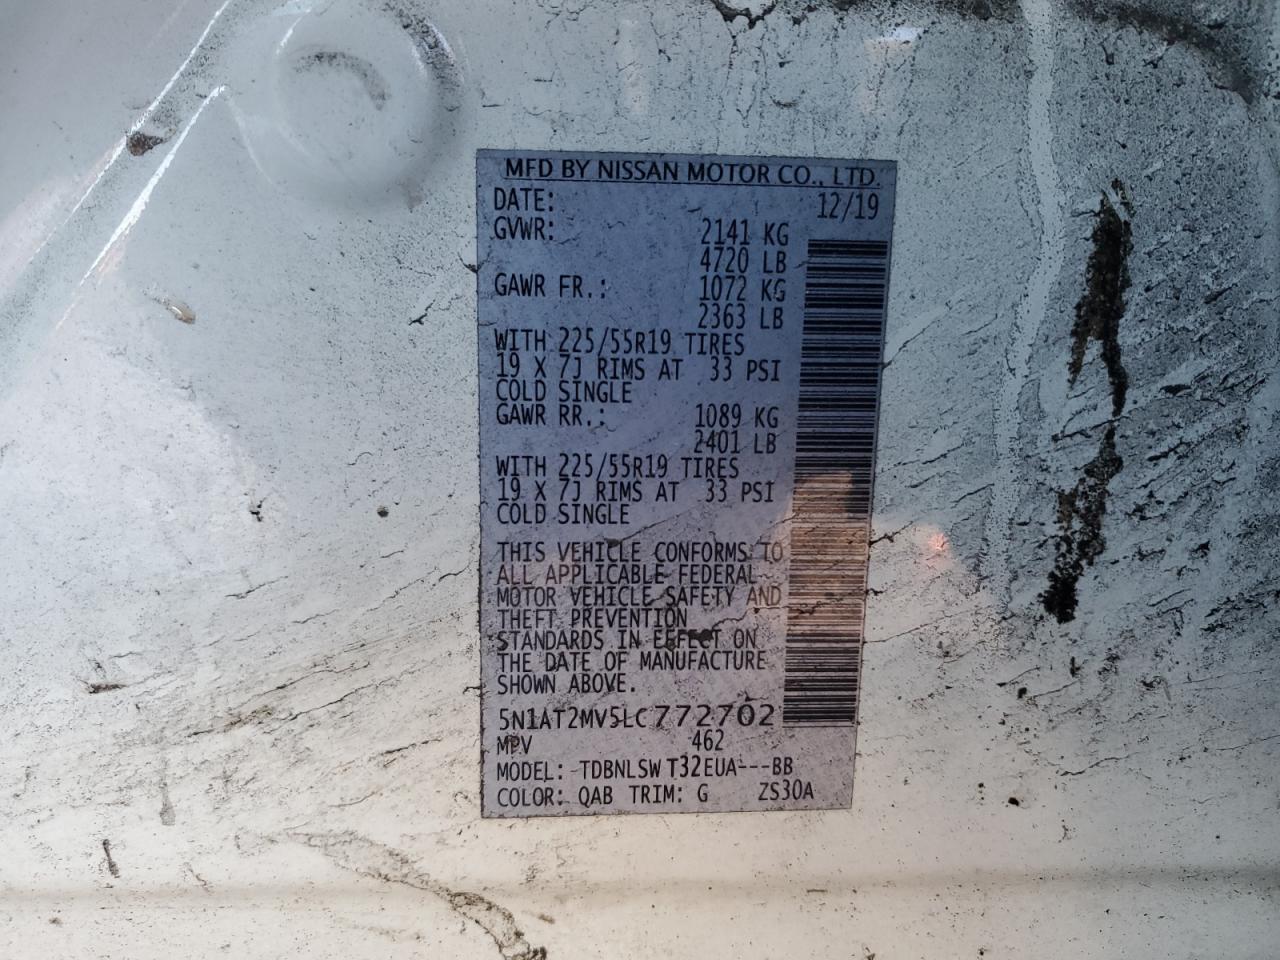 MFD BY NISSAN MOTOR CO., LTD.
DATE: 12/19
GVWR: 2141 KG
4720 LB
GAWR FR.: 1072 KG
2363 LB
WITH 225/55R19 TIRES
19 X 7J RIMS AT 33 PSI
COLD SINGLE
GAWR RR.: 1089 KG
2401 LB
WITH 225/55R19 TIRES
19 X 7J RIMS AT 33 PSI
COLD SINGLE
THIS VEHICLE CONFORMS TO
ALL APPLICABLE FEDERAL
MOTOR VEHICLE SAFETY AND
THEFT PREVENTION
STANDARDS IN EFFECT ON
THE DATE OF MANUFACTURE
SHOWN ABOVE.
5N1AT2MV5LC772702
MPV 462
MODEL: TDBNLSWT32EUA---BB
COLOR: QAB TRIM: G ZS30A